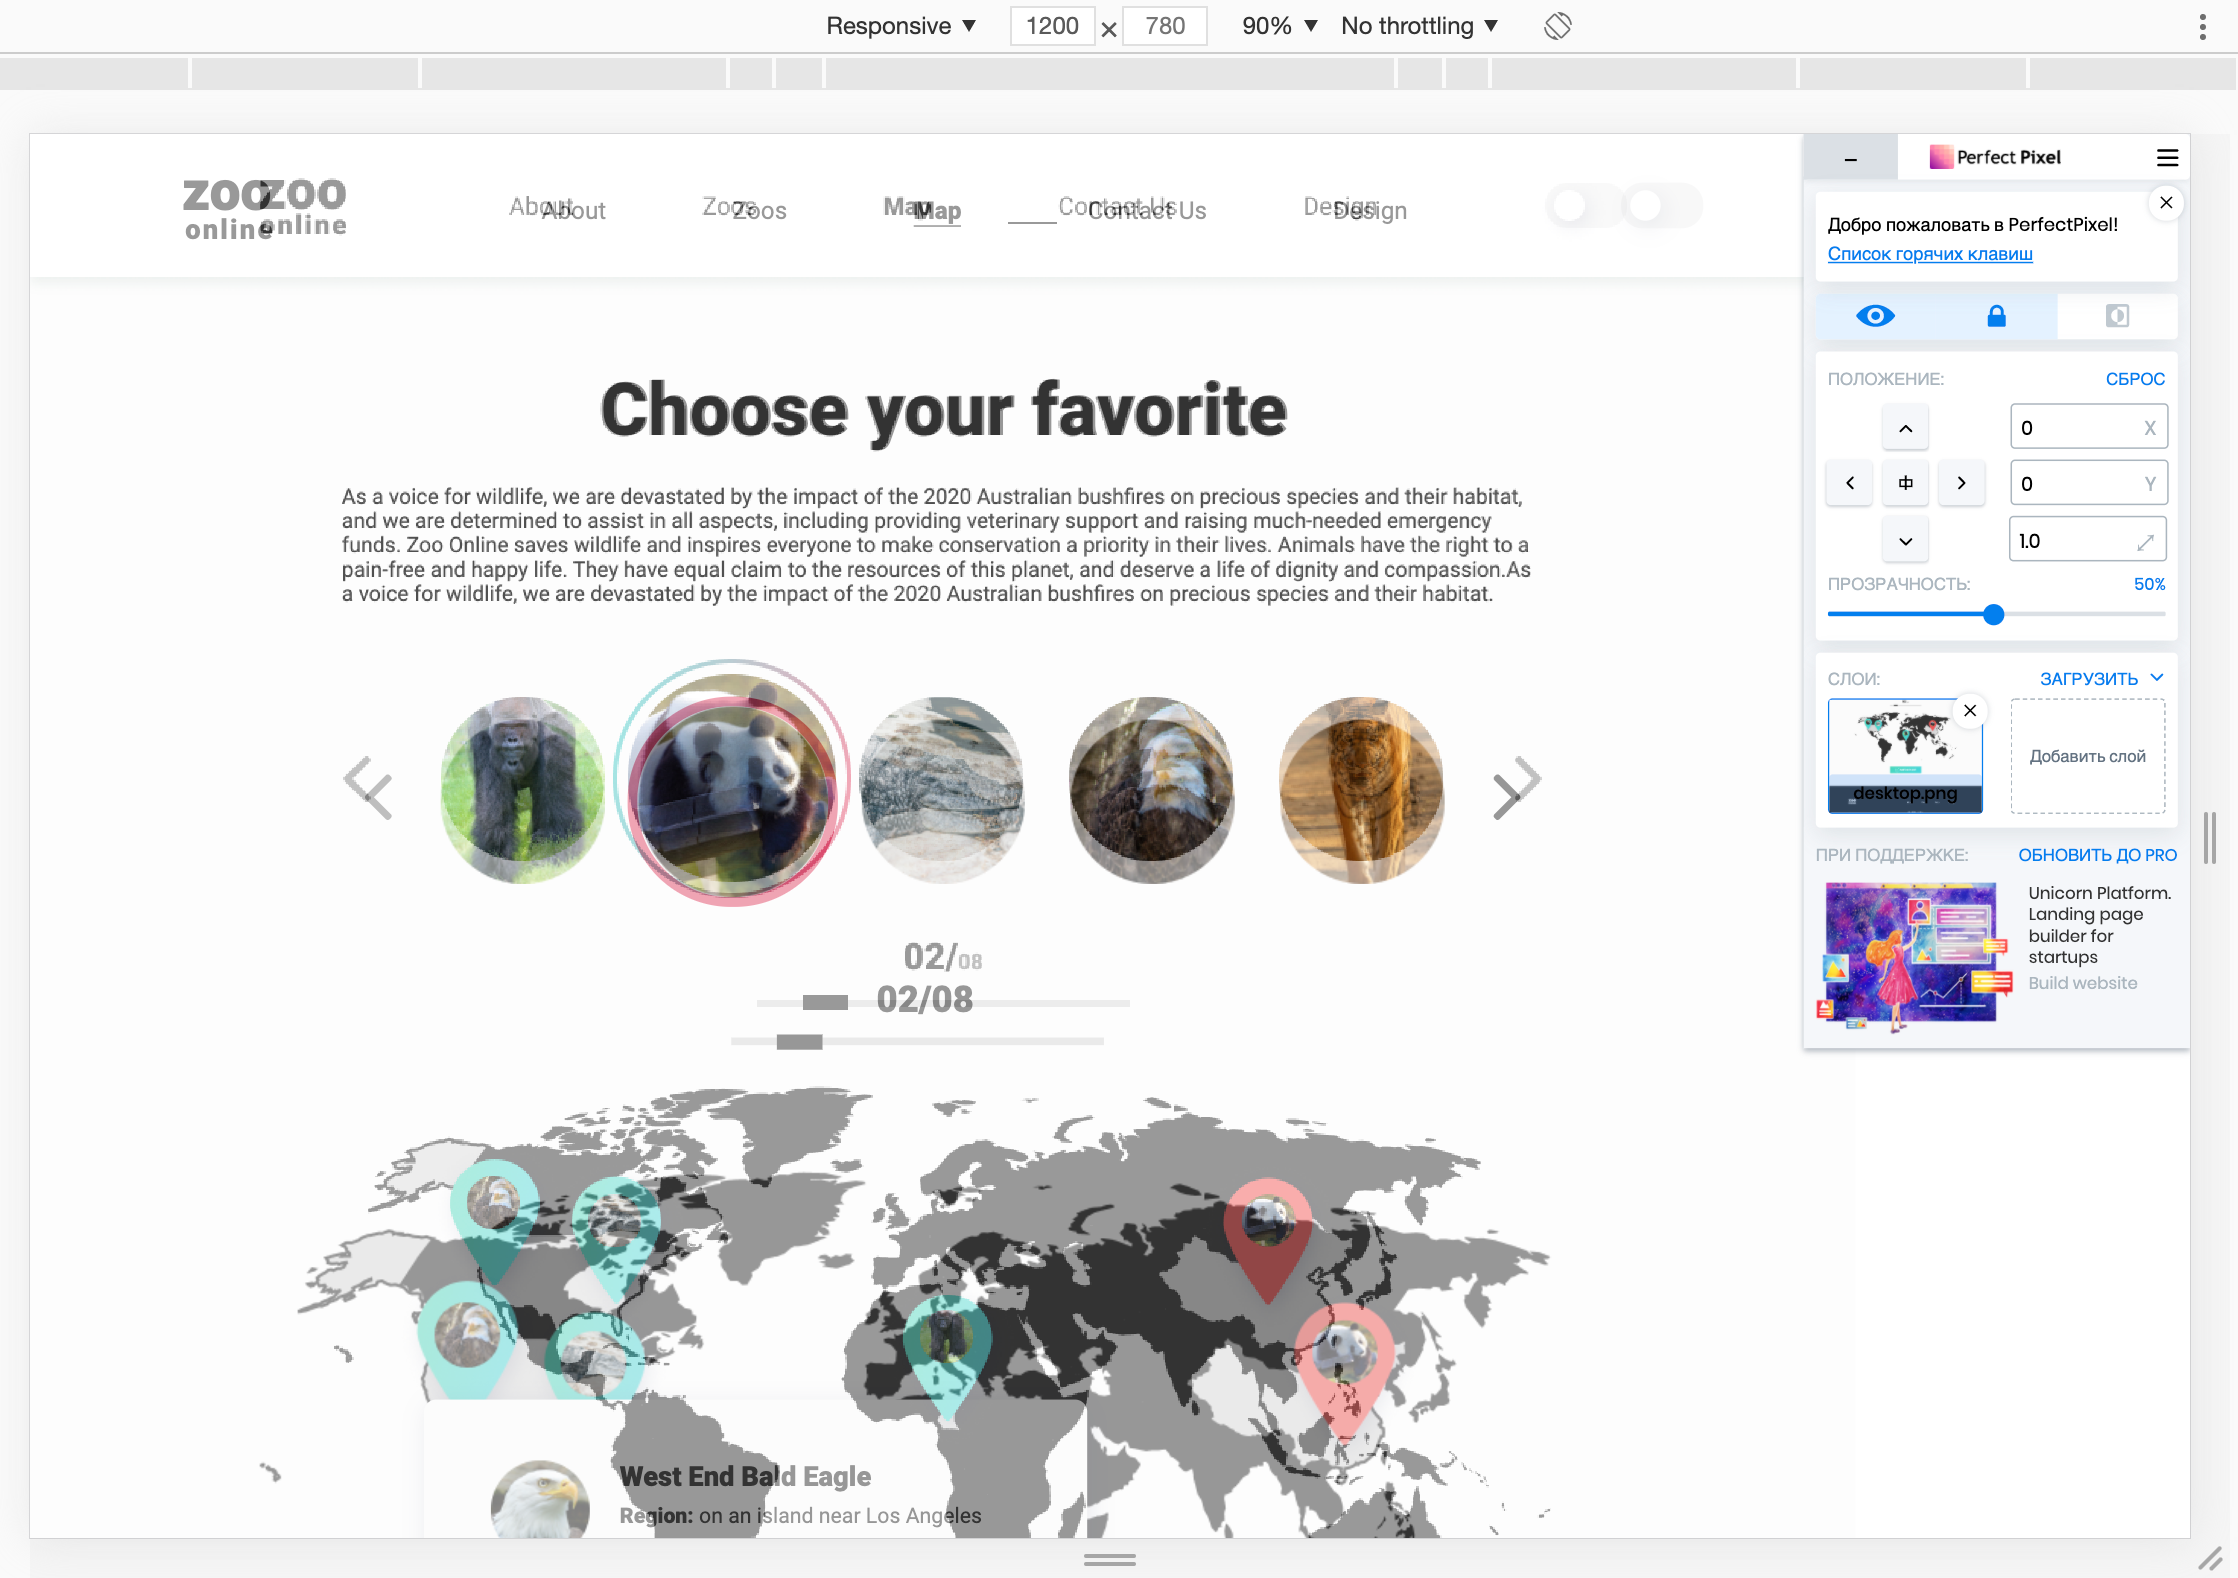 Responsive ▼ 1200 × 780 90% ▼ No throttling ▼
ZOO ZOO
online online
About About Zoos Zoos Map Map Contact Us Contact Us Design Design
Choose your favorite
As a voice for wildlife, we are devastated by the impact of the 2020 Australian bushfires on precious species and their habitat,
and we are determined to assist in all aspects, including providing veterinary support and raising much-needed emergency
funds. Zoo Online saves wildlife and inspires everyone to make conservation a priority in their lives. Animals have the right to a
pain-free and happy life. They have equal claim to the resources of this planet, and deserve a life of dignity and compassion.As
a voice for wildlife, we are devastated by the impact of the 2020 Australian bushfires on precious species and their habitat.
02/08
02/08
West End Bald Eagle
Region: on an island near Los Angeles
Perfect Pixel
Добро пожаловать в PerfectPixel!
Список горячих клавиш
ПОЛОЖЕНИЕ: СБРОС
0 X
0 Y
1.0
ПРОЗРАЧНОСТЬ: 50%
СЛОИ: ЗАГРУЗИТЬ
desktop.png
Добавить слой
ПРИ ПОДДЕРЖКЕ: ОБНОВИТЬ ДО PRO
Unicorn Platform.
Landing page
builder for
startups
Build website